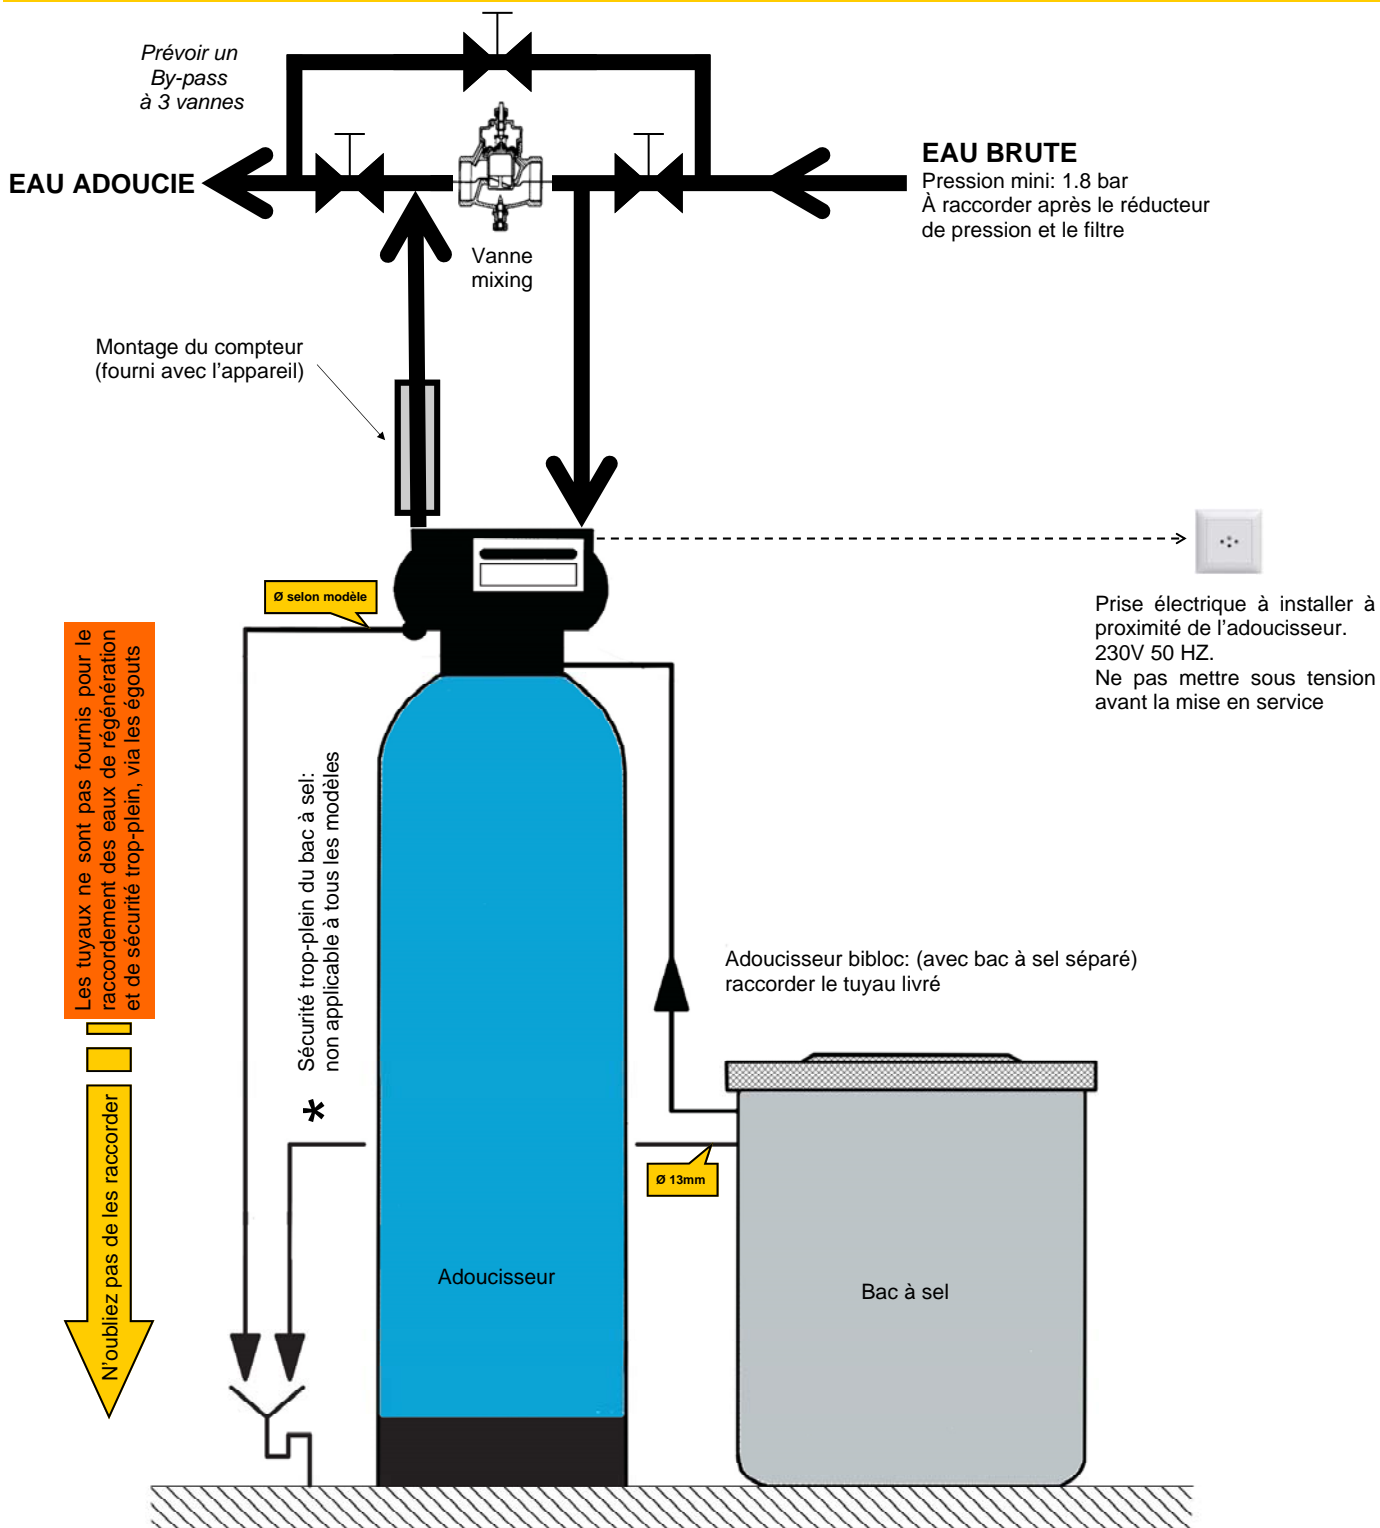 Prévoir un
By-pass
à 3 vannes
EAU ADOUCIE
EAU BRUTE
Pression mini: 1.8 bar
À raccorder après le réducteur
de pression et le filtre
Vanne
mixing
Montage du compteur
(fourni avec l’appareil)
Ø selon modèle
Prise électrique à installer à
proximité de l’adoucisseur.
230V 50 HZ.
Ne pas mettre sous tension
avant la mise en service
Les tuyaux ne sont pas fournis pour le
raccordement des eaux de régénération
et de sécurité trop-plein, via les égouts
N’oubliez pas de les raccorder
* Sécurité trop-plein du bac à sel:
non applicable à tous les modèles
Adoucisseur bibloc: (avec bac à sel séparé)
raccorder le tuyau livré
Ø 13mm
Adoucisseur
Bac à sel